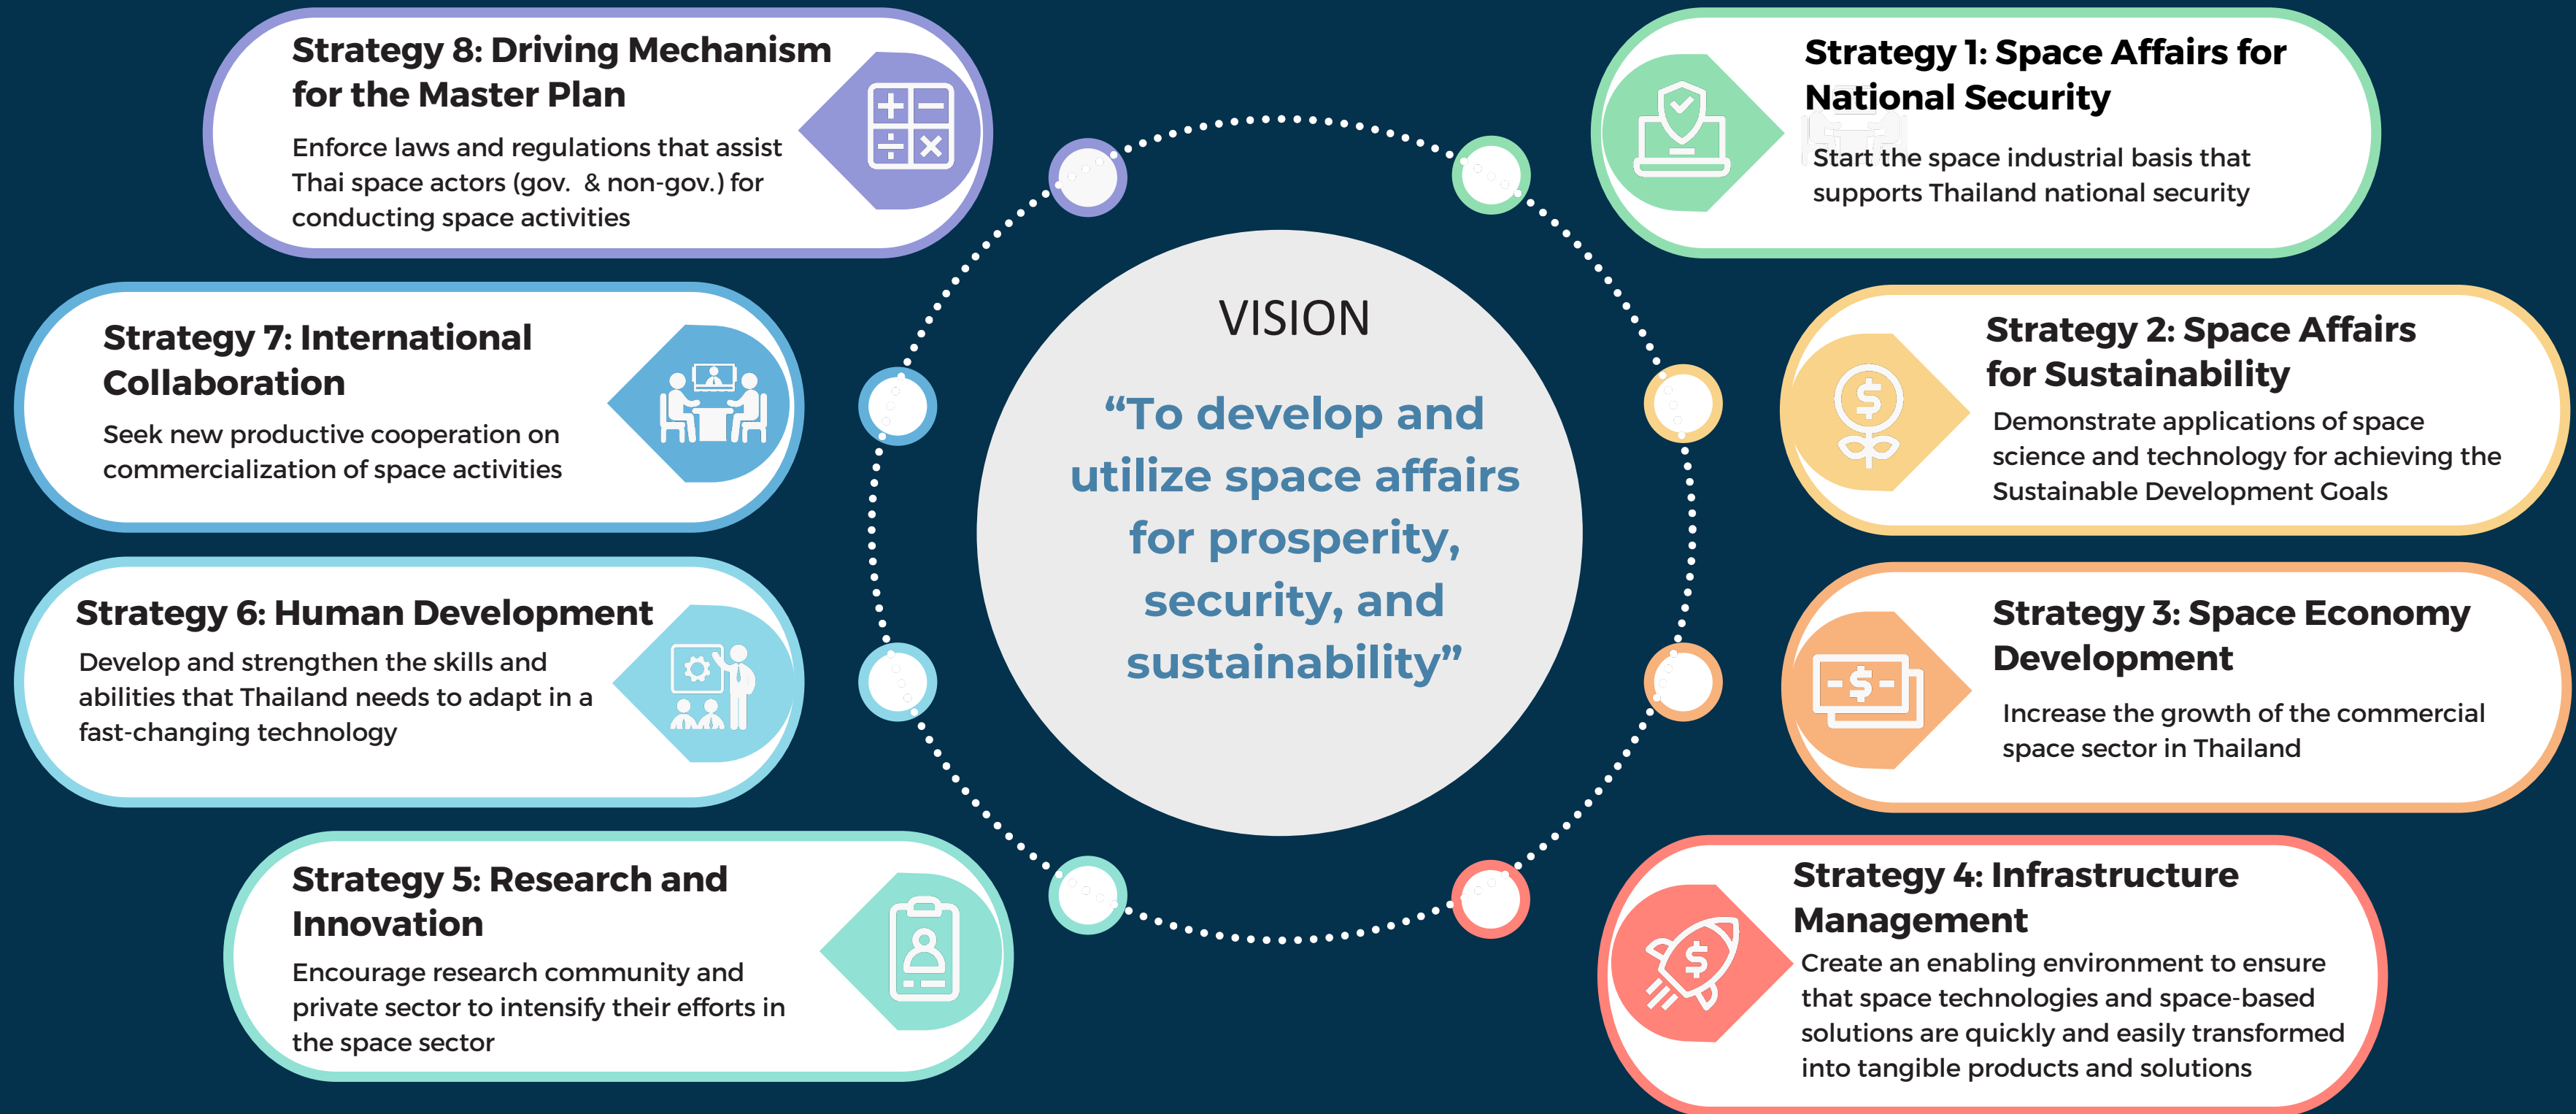 VISION
“To develop and
utilize space affairs
for prosperity,
security, and
sustainability”
Strategy 1: Space Affairs for
National Security
Start the space industrial basis that
supports Thailand national security
Strategy 2: Space Affairs
for Sustainability
Demonstrate applications of space
science and technology for achieving the
Sustainable Development Goals
Strategy 3: Space Economy
Development
Increase the growth of the commercial
space sector in Thailand
Strategy 4: Infrastructure
Management
Create an enabling environment to ensure
that space technologies and space-based
solutions are quickly and easily transformed
into tangible products and solutions
Strategy 5: Research and
Innovation
Encourage research community and
private sector to intensify their efforts in
the space sector
Strategy 6: Human Development
Develop and strengthen the skills and
abilities that Thailand needs to adapt in a
fast-changing technology
Strategy 7: International
Collaboration
Seek new productive cooperation on
commercialization of space activities
Strategy 8: Driving Mechanism
for the Master Plan
Enforce laws and regulations that assist
Thai space actors (gov.  & non-gov.) for
conducting space activities